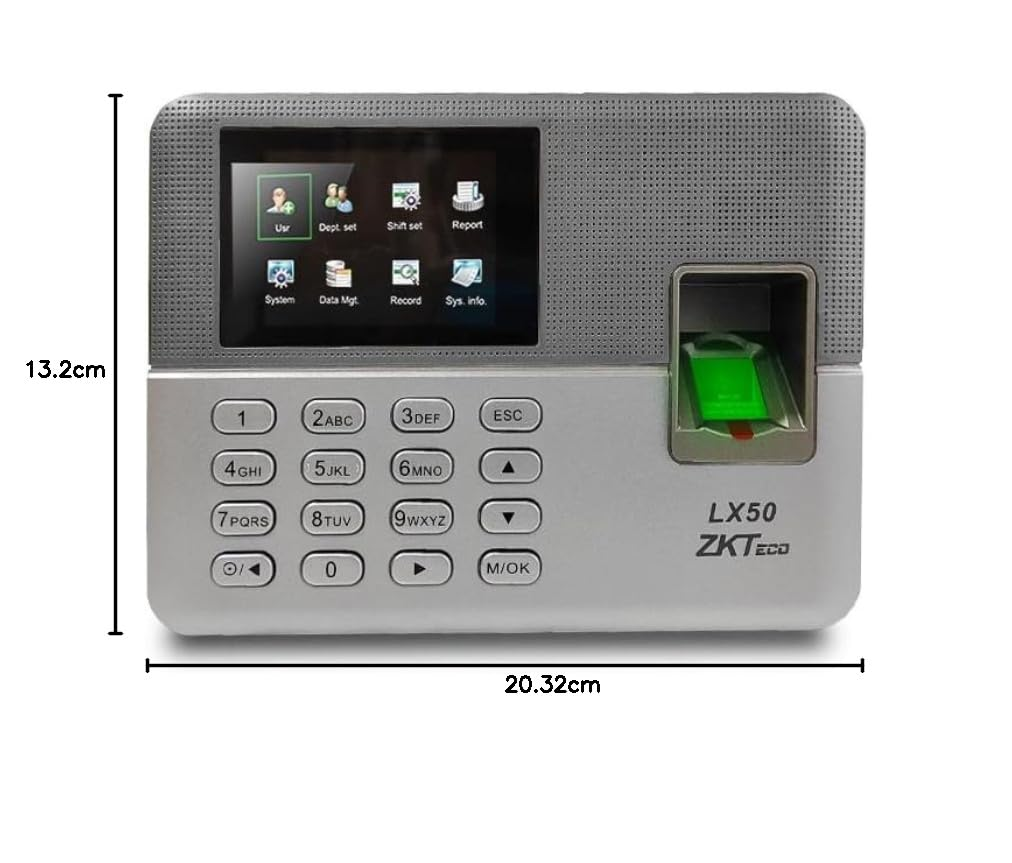 Usr Dept. set Shift set Report
System Data Mgt. Record Sys. info.
13.2cm
1 2ABC 3DEF ESC
4GHI 5JKL 6MNO ▲
7PQRS 8TUV 9WXYZ ▼
⊙/◀ 0 ▶ M/OK
LX50
ZKTECO
20.32cm